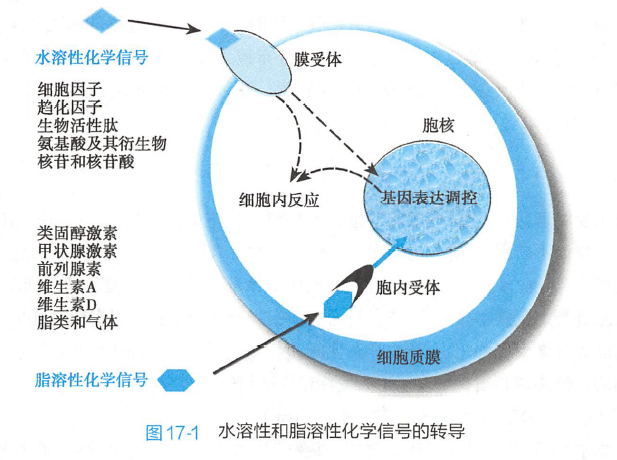 水溶性化学信号
细胞因子
趋化因子
生物活性肽
氨基酸及其衍生物
核苷和核苷酸
膜受体
胞核
细胞内反应
基因表达调控
类固醇激素
甲状腺激素
前列腺素
维生素A
维生素D
脂类和气体
胞内受体
细胞质膜
脂溶性化学信号
图17-1 水溶性和脂溶性化学信号的转导